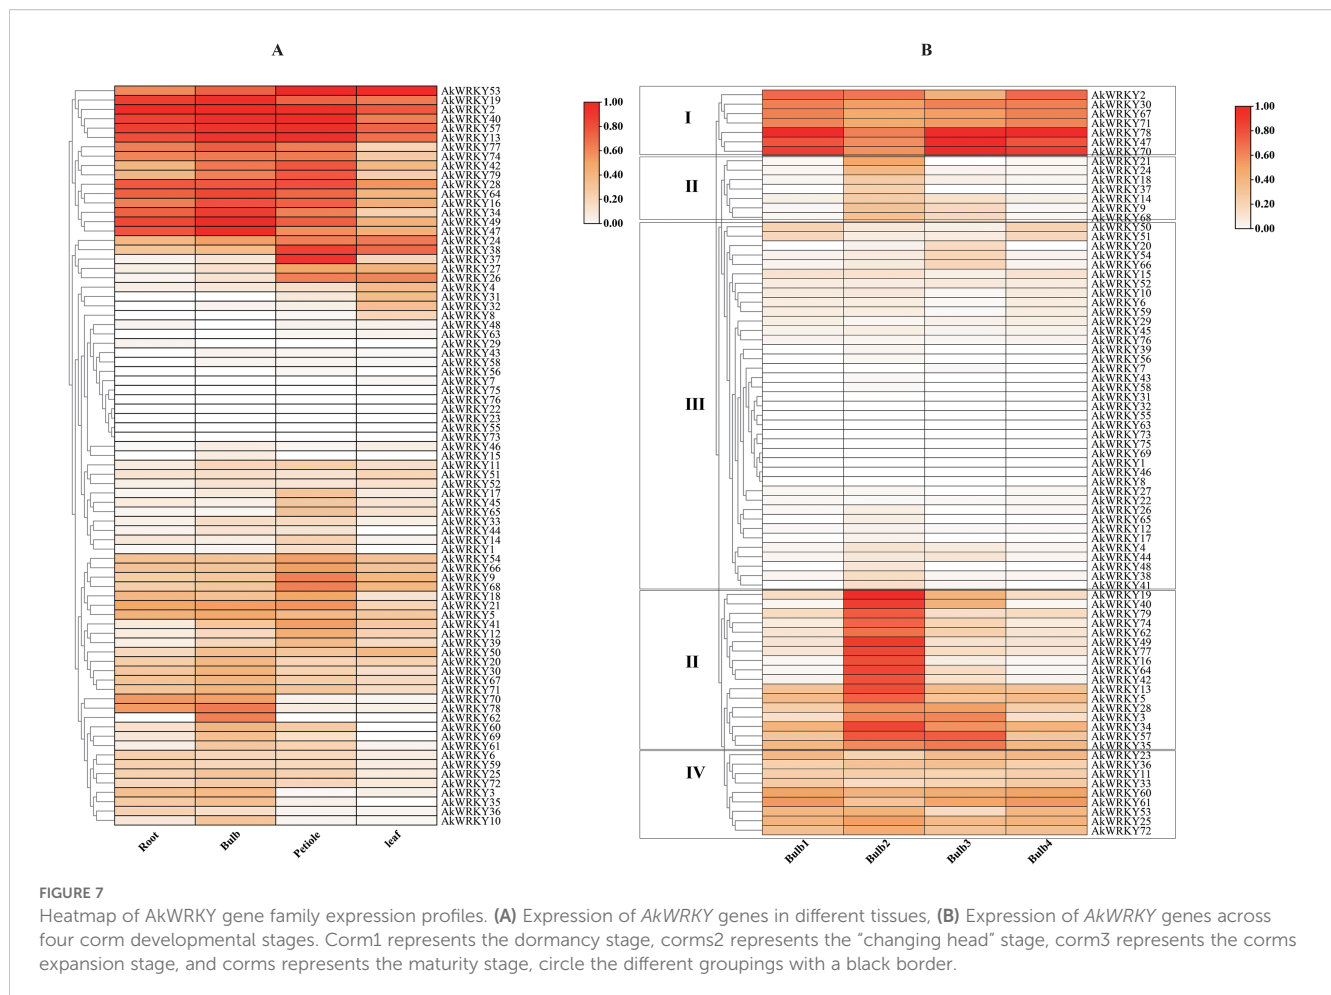 A
B
AkWRKY53
AkWRKY19
AkWRKY2
AkWRKY40
AkWRKY57
AkWRKY13
AkWRKY77
AkWRKY74
AkWRKY42
AkWRKY79
AkWRKY28
AkWRKY64
AkWRKY16
AkWRKY34
AkWRKY49
AkWRKY47
AkWRKY24
AkWRKY38
AkWRKY37
AkWRKY27
AkWRKY26
AkWRKY4
AkWRKY31
AkWRKY32
AkWRKY8
AkWRKY48
AkWRKY63
AkWRKY29
AkWRKY43
AkWRKY58
AkWRKY56
AkWRKY7
AkWRKY75
AkWRKY76
AkWRKY22
AkWRKY23
AkWRKY55
AkWRKY73
AkWRKY46
AkWRKY15
AkWRKY11
AkWRKY51
AkWRKY52
AkWRKY17
AkWRKY45
AkWRKY65
AkWRKY33
AkWRKY44
AkWRKY14
AkWRKY1
AkWRKY54
AkWRKY66
AkWRKY9
AkWRKY68
AkWRKY18
AkWRKY21
AkWRKY5
AkWRKY41
AkWRKY12
AkWRKY39
AkWRKY50
AkWRKY20
AkWRKY30
AkWRKY67
AkWRKY71
AkWRKY70
AkWRKY78
AkWRKY62
AkWRKY60
AkWRKY69
AkWRKY61
AkWRKY6
AkWRKY59
AkWRKY25
AkWRKY72
AkWRKY3
AkWRKY35
AkWRKY36
AkWRKY10
Root
Bulb
Petiole
leaf
1.00
0.80
0.60
0.40
0.20
0.00
I
II
III
II
IV
AkWRKY2
AkWRKY30
AkWRKY67
AkWRKY71
AkWRKY78
AkWRKY47
AkWRKY70
AkWRKY21
AkWRKY24
AkWRKY18
AkWRKY37
AkWRKY14
AkWRKY9
AkWRKY68
AkWRKY50
AkWRKY51
AkWRKY20
AkWRKY54
AkWRKY66
AkWRKY15
AkWRKY52
AkWRKY10
AkWRKY6
AkWRKY59
AkWRKY29
AkWRKY45
AkWRKY76
AkWRKY39
AkWRKY56
AkWRKY7
AkWRKY43
AkWRKY58
AkWRKY31
AkWRKY32
AkWRKY55
AkWRKY63
AkWRKY73
AkWRKY75
AkWRKY69
AkWRKY1
AkWRKY46
AkWRKY8
AkWRKY27
AkWRKY22
AkWRKY26
AkWRKY65
AkWRKY12
AkWRKY17
AkWRKY4
AkWRKY44
AkWRKY48
AkWRKY38
AkWRKY41
AkWRKY19
AkWRKY40
AkWRKY79
AkWRKY74
AkWRKY62
AkWRKY49
AkWRKY77
AkWRKY16
AkWRKY64
AkWRKY42
AkWRKY13
AkWRKY5
AkWRKY28
AkWRKY3
AkWRKY34
AkWRKY57
AkWRKY35
AkWRKY23
AkWRKY36
AkWRKY11
AkWRKY33
AkWRKY60
AkWRKY61
AkWRKY53
AkWRKY25
AkWRKY72
Bulb1
Bulb2
Bulb3
Bulb4
1.00
0.80
0.60
0.40
0.20
0.00
FIGURE 7
Heatmap of AkWRKY gene family expression profiles. (A) Expression of AkWRKY genes in different tissues, (B) Expression of AkWRKY genes across
four corm developmental stages. Corm1 represents the dormancy stage, corms2 represents the “changing head” stage, corm3 represents the corms
expansion stage, and corms represents the maturity stage, circle the different groupings with a black border.